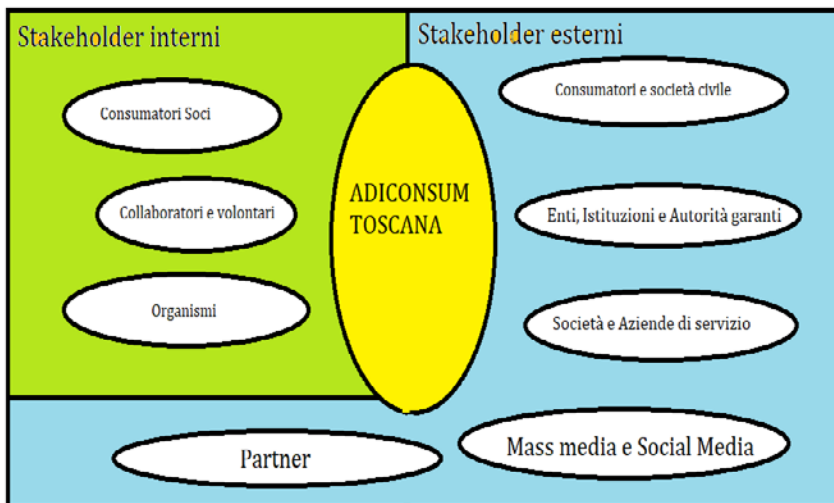 Stakeholder interni
Stakeholder esterni
Consumatori Soci
Collaboratori e volontari
Organismi
ADICONSUM
TOSCANA
Consumatori e società civile
Enti, Istituzioni e Autorità garanti
Società e Aziende di servizio
Mass media e Social Media
Partner